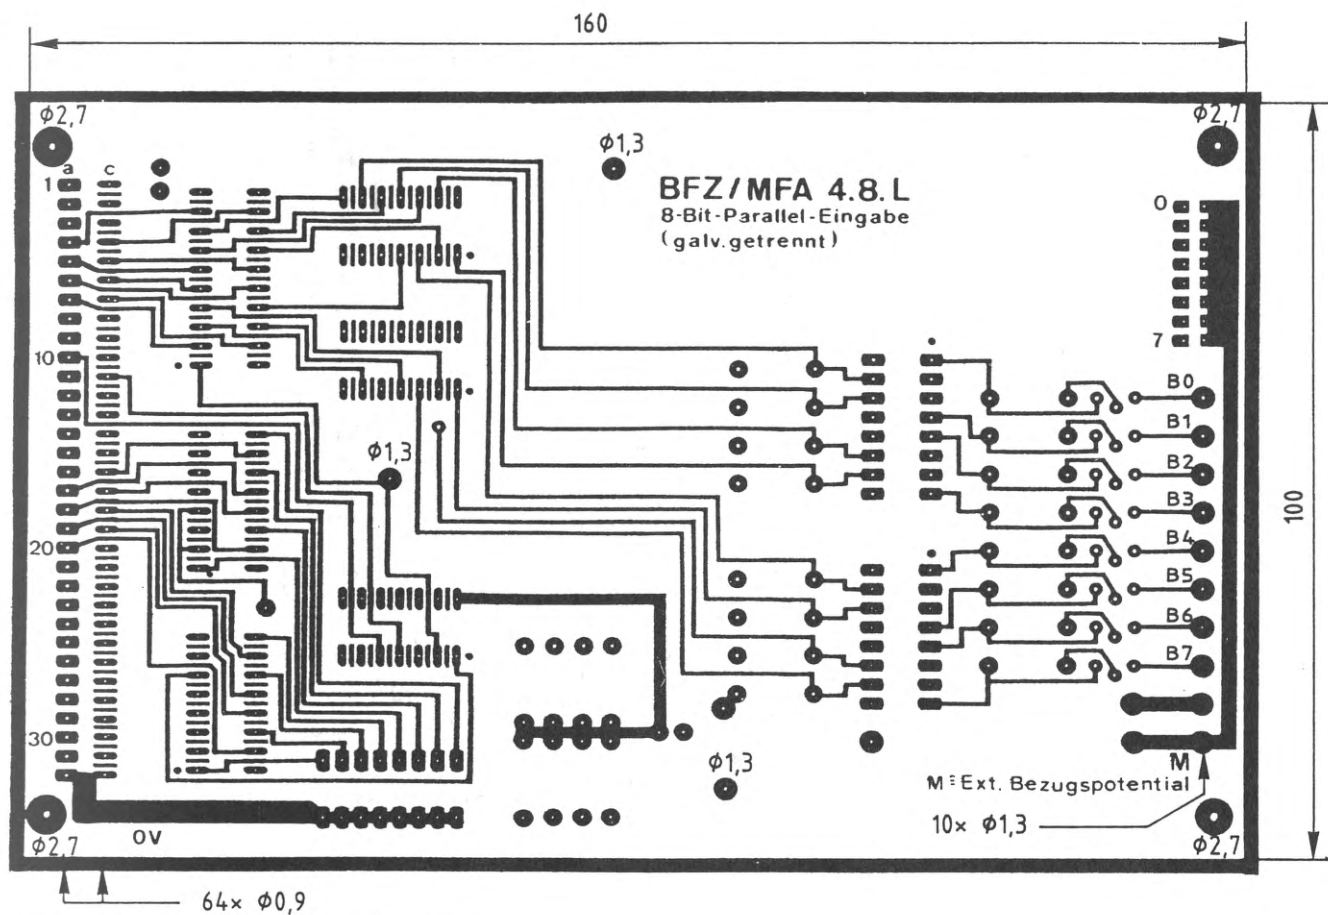 160
φ2,7
φ2,7
φ1,3
a c
1
BFZ/MFA 4.8.L
8-Bit-Parallel-Eingabe
(galv.getrennt)
0
7
10
B0
B1
φ1,3
B2
B3
100
20
B4
B5
B6
B7
30
φ1,3
M
M≡Ext. Bezugspotential
10× φ1,3
φ2,7
0V
φ2,7
64× φ0,9